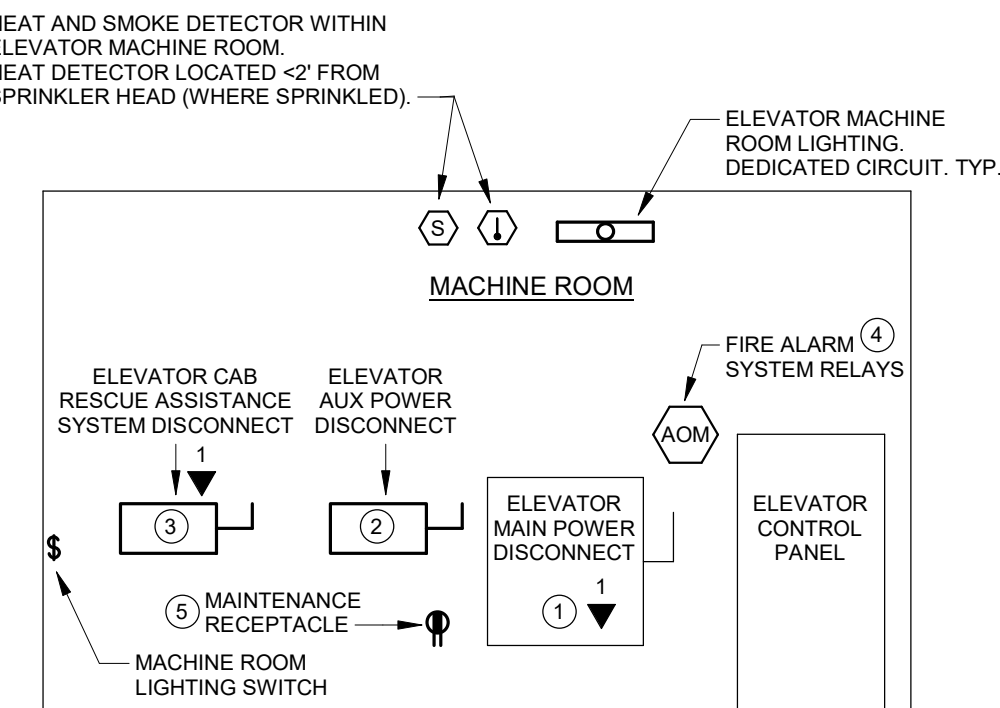 HEAT AND SMOKE DETECTOR WITHIN
ELEVATOR MACHINE ROOM.
HEAT DETECTOR LOCATED <2' FROM
SPRINKLER HEAD (WHERE SPRINKLED).
ELEVATOR MACHINE
ROOM LIGHTING.
DEDICATED CIRCUIT. TYP.
S
MACHINE ROOM
FIRE ALARM 4
SYSTEM RELAYS
ELEVATOR CAB
RESCUE ASSISTANCE
SYSTEM DISCONNECT
1
3
ELEVATOR
AUX POWER
DISCONNECT
2
AOM
ELEVATOR
MAIN POWER
DISCONNECT
1
1
ELEVATOR
CONTROL
PANEL
$
5 MAINTENANCE
RECEPTACLE
MACHINE ROOM
LIGHTING SWITCH